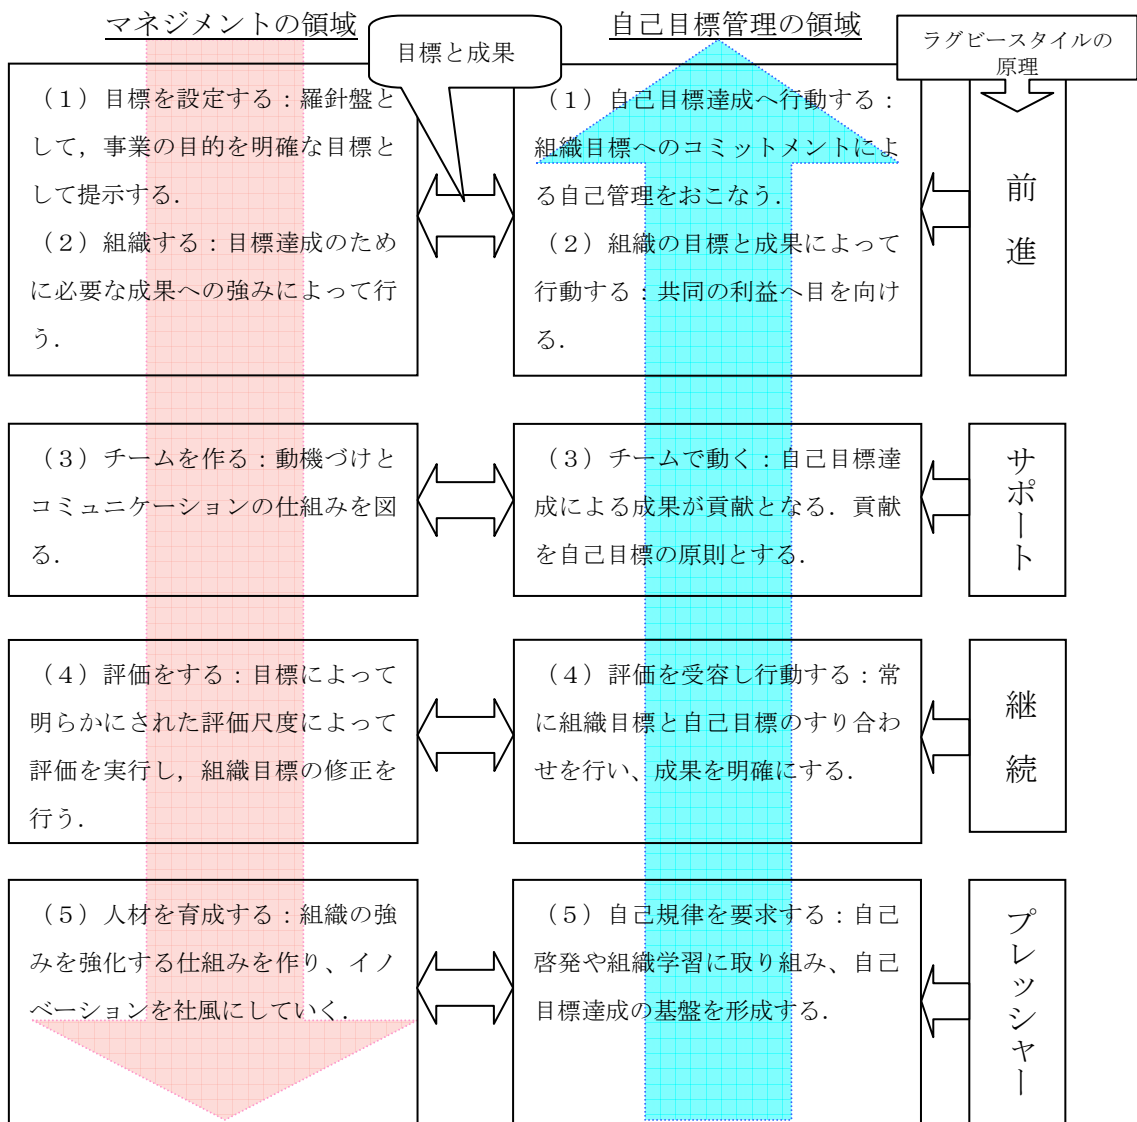 マネジメントの領域
自己目標管理の領域
目標と成果
ラグビースタイルの
原理
（1）目標を設定する：羅針盤と
して，事業の目的を明確な目標と
して提示する．
（2）組織する：目標達成のため
に必要な成果への強みによって行
う．
（1）自己目標達成へ行動する：
組織目標へのコミットメントによ
る自己管理をおこなう．
（2）組織の目標と成果によって
行動する：共同の利益へ目を向け
る．
前進
（3）チームを作る：動機づけと
コミュニケーションの仕組みを図
る．
（3）チームで動く：自己目標達
成による成果が貢献となる．貢献
を自己目標の原則とする．
サポート
（4）評価をする：目標によって
明らかにされた評価尺度によって
評価を実行し，組織目標の修正を
行う．
（4）評価を受容し行動する：常
に組織目標と自己目標のすり合わ
せを行い、成果を明確にする．
継続
（5）人材を育成する：組織の強
みを強化する仕組みを作り、イノ
ベーションを社風にしていく．
（5）自己規律を要求する：自己
啓発や組織学習に取り組み、自己
目標達成の基盤を形成する．
プレッシャー